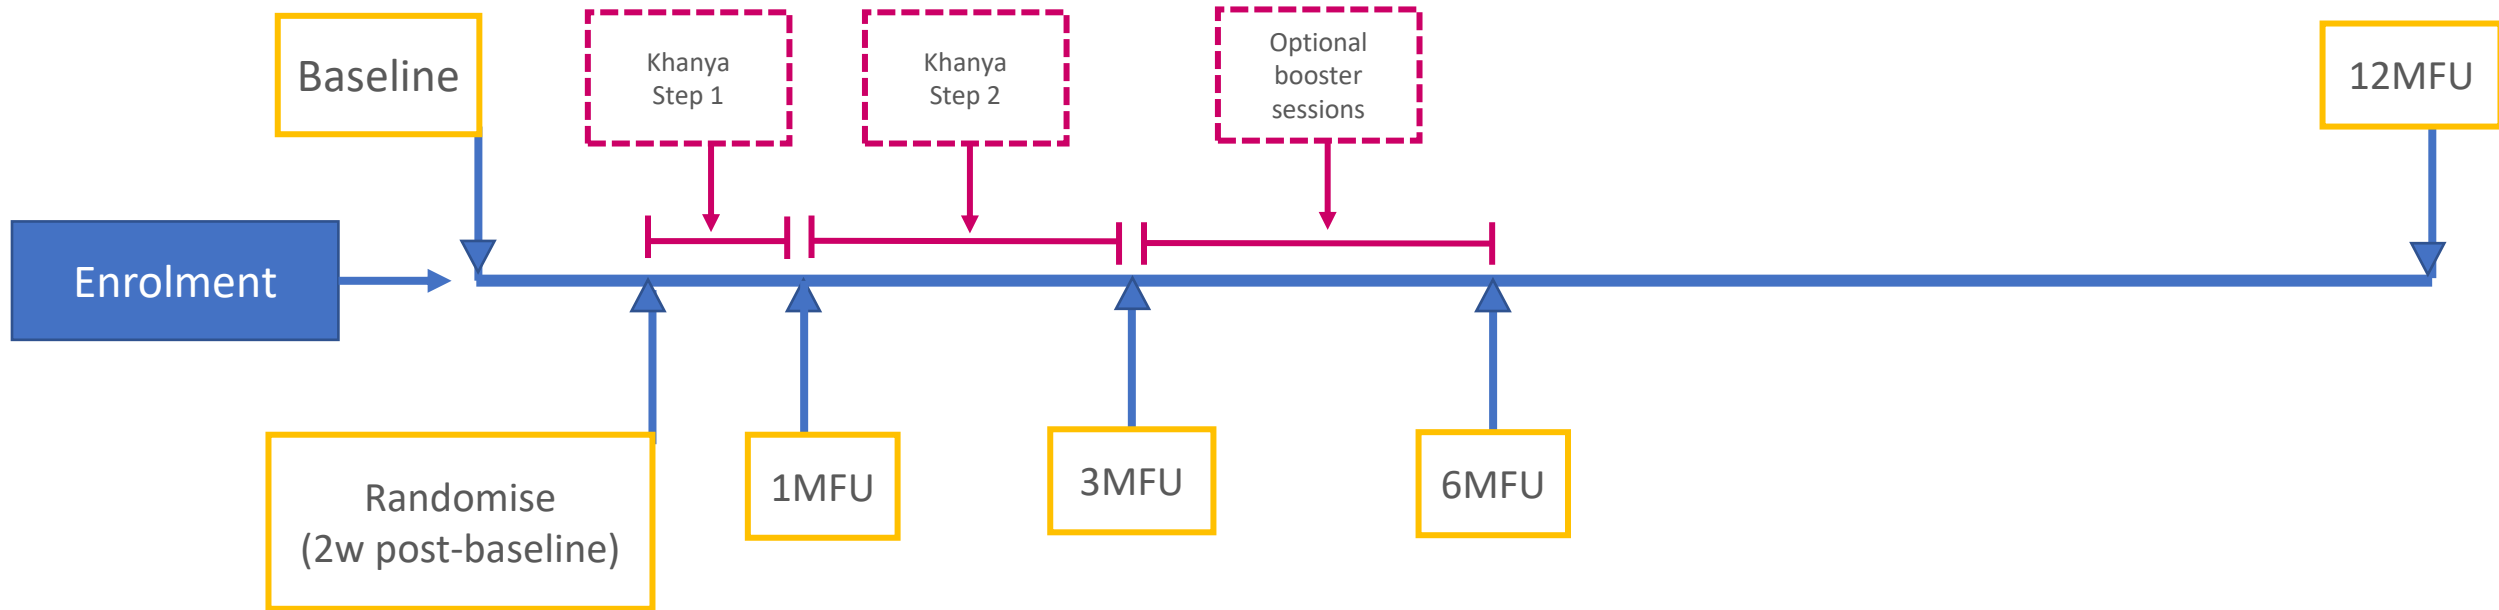 Baseline
Khanya
Step 1
Khanya
Step 2
Optional
booster
sessions
12MFU
Enrolment
Randomise
(2w post-baseline)
1MFU
3MFU
6MFU